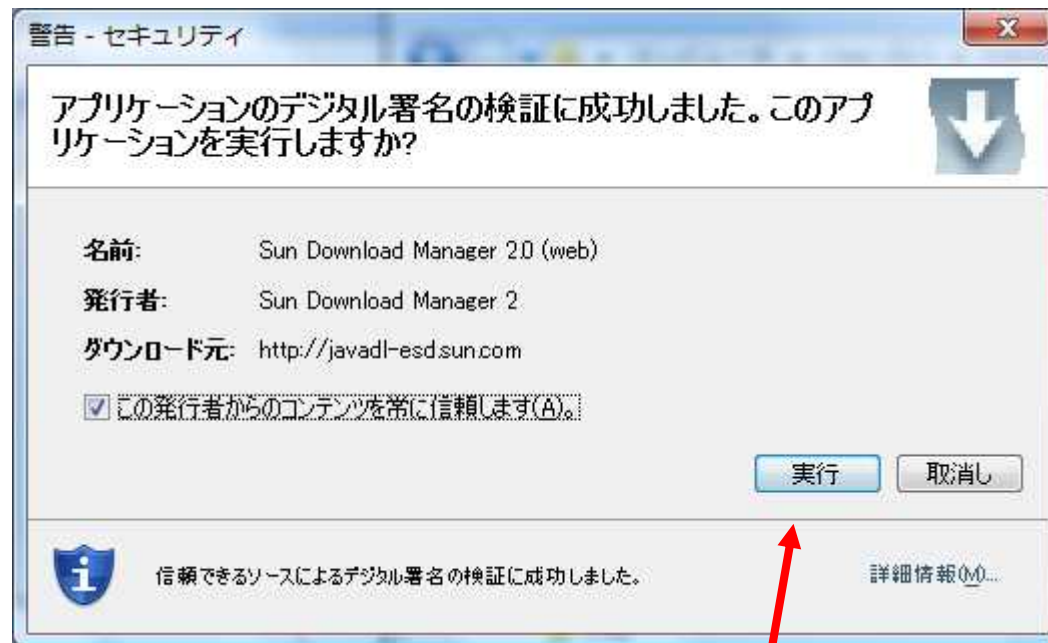 警告 - セキュリティ
アプリケーションのデジタル署名の検証に成功しました。このアプ
リケーションを実行しますか?
名前: Sun Download Manager 2.0 (web)
発行者: Sun Download Manager 2
ダウンロード元: http://javadl-esd.sun.com
この発行者からのコンテンツを常に信頼します(A)。
実行 取消し
信頼できるソースによるデジタル署名の検証に成功しました。 詳細情報(M)...